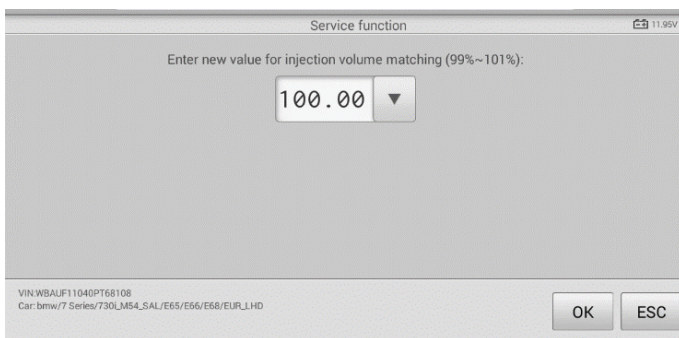 Service function
11.95V
Enter new value for injection volume matching (99%~101%):
100.00
VIN:WBAUF11040PT68108
Car:bmw/7 Series/730i_M54_SAL/E65/E66/E68/EUR_LHD
OK
ESC